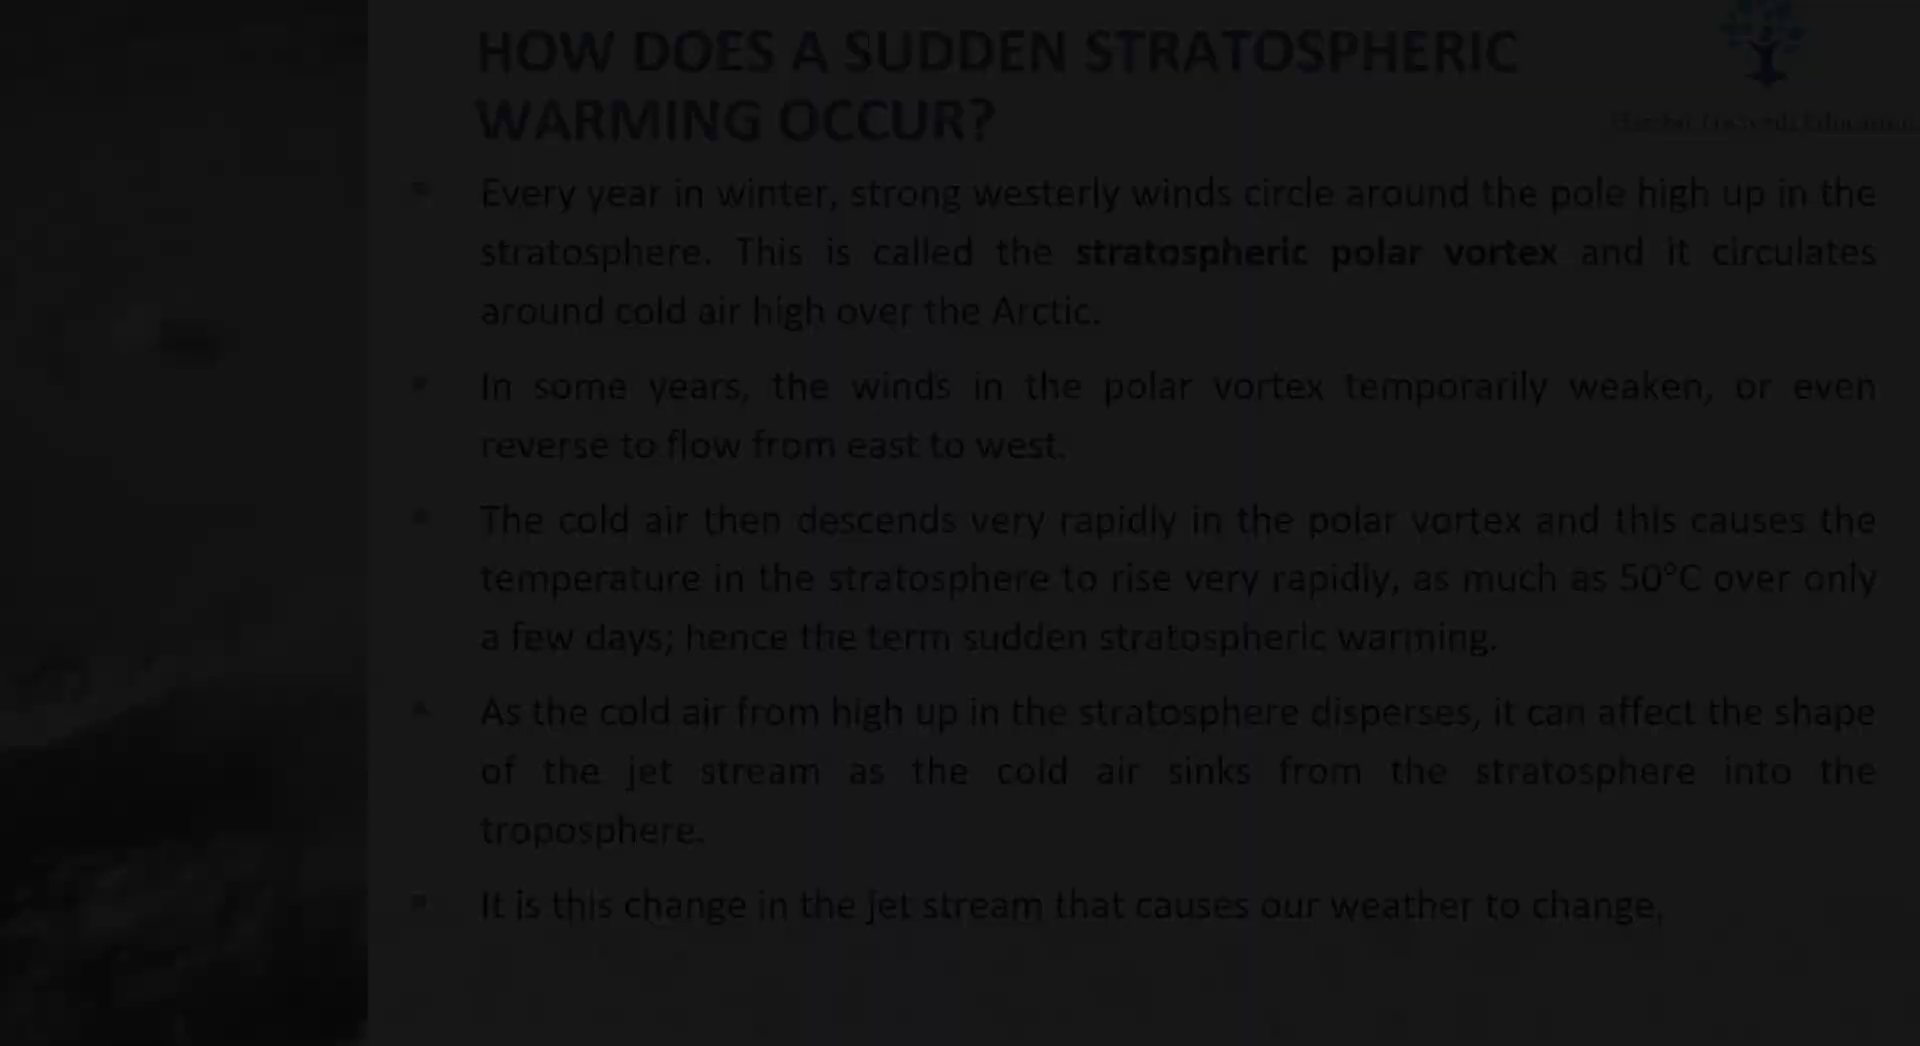 HOW DOES A SUDDEN STRATOSPHERIC
WARMING OCCUR?
Every year in winter, strong westerly winds circle around the pole high up in the
stratosphere. This is called the stratospheric polar vortex and it circulates
around cold air high over the Arctic.
In some years, the winds in the polar vortex temporarily weaken, or even
reverse to flow from east to west.
The cold air then descends very rapidly in the polar vortex and this causes the
temperature in the stratosphere to rise very rapidly, as much as 50°C over only
a few days; hence the term sudden stratospheric warming.
As the cold air from high up in the stratosphere disperses, it can affect the shape
of the jet stream as the cold air sinks from the stratosphere into the
troposphere.
It is this change in the jet stream that causes our weather to change.